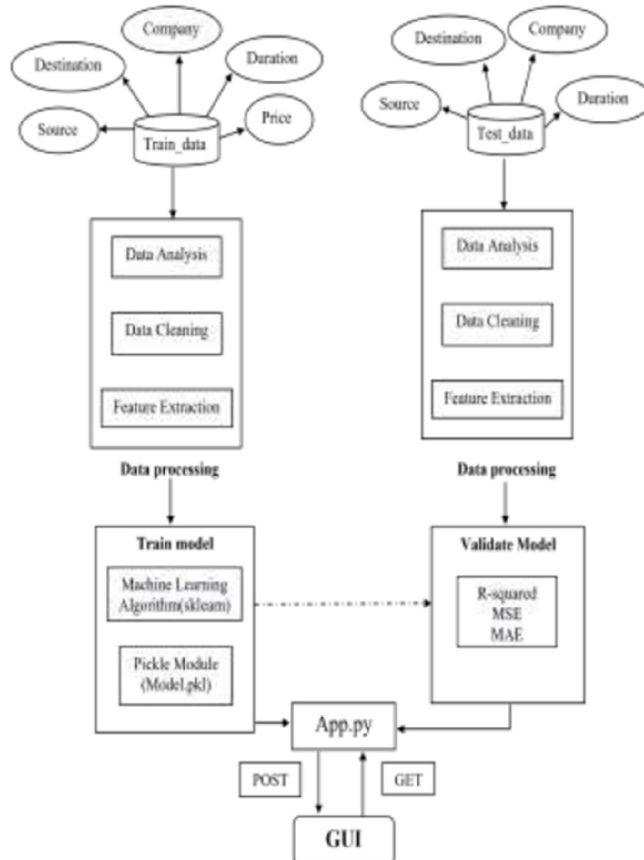 Company
Destination
Duration
Source
Price
Train_data
Company
Destination
Source
Duration
Test_data
Data Analysis
Data Cleaning
Feature Extraction
Data processing
Data Analysis
Data Cleaning
Feature Extraction
Data processing
Train model
Machine Learning
Algorithm(sklearn)
Pickle Module
(Model.pkl)
Validate Model
R-squared
MSE
MAE
App.py
POST
GET
GUI